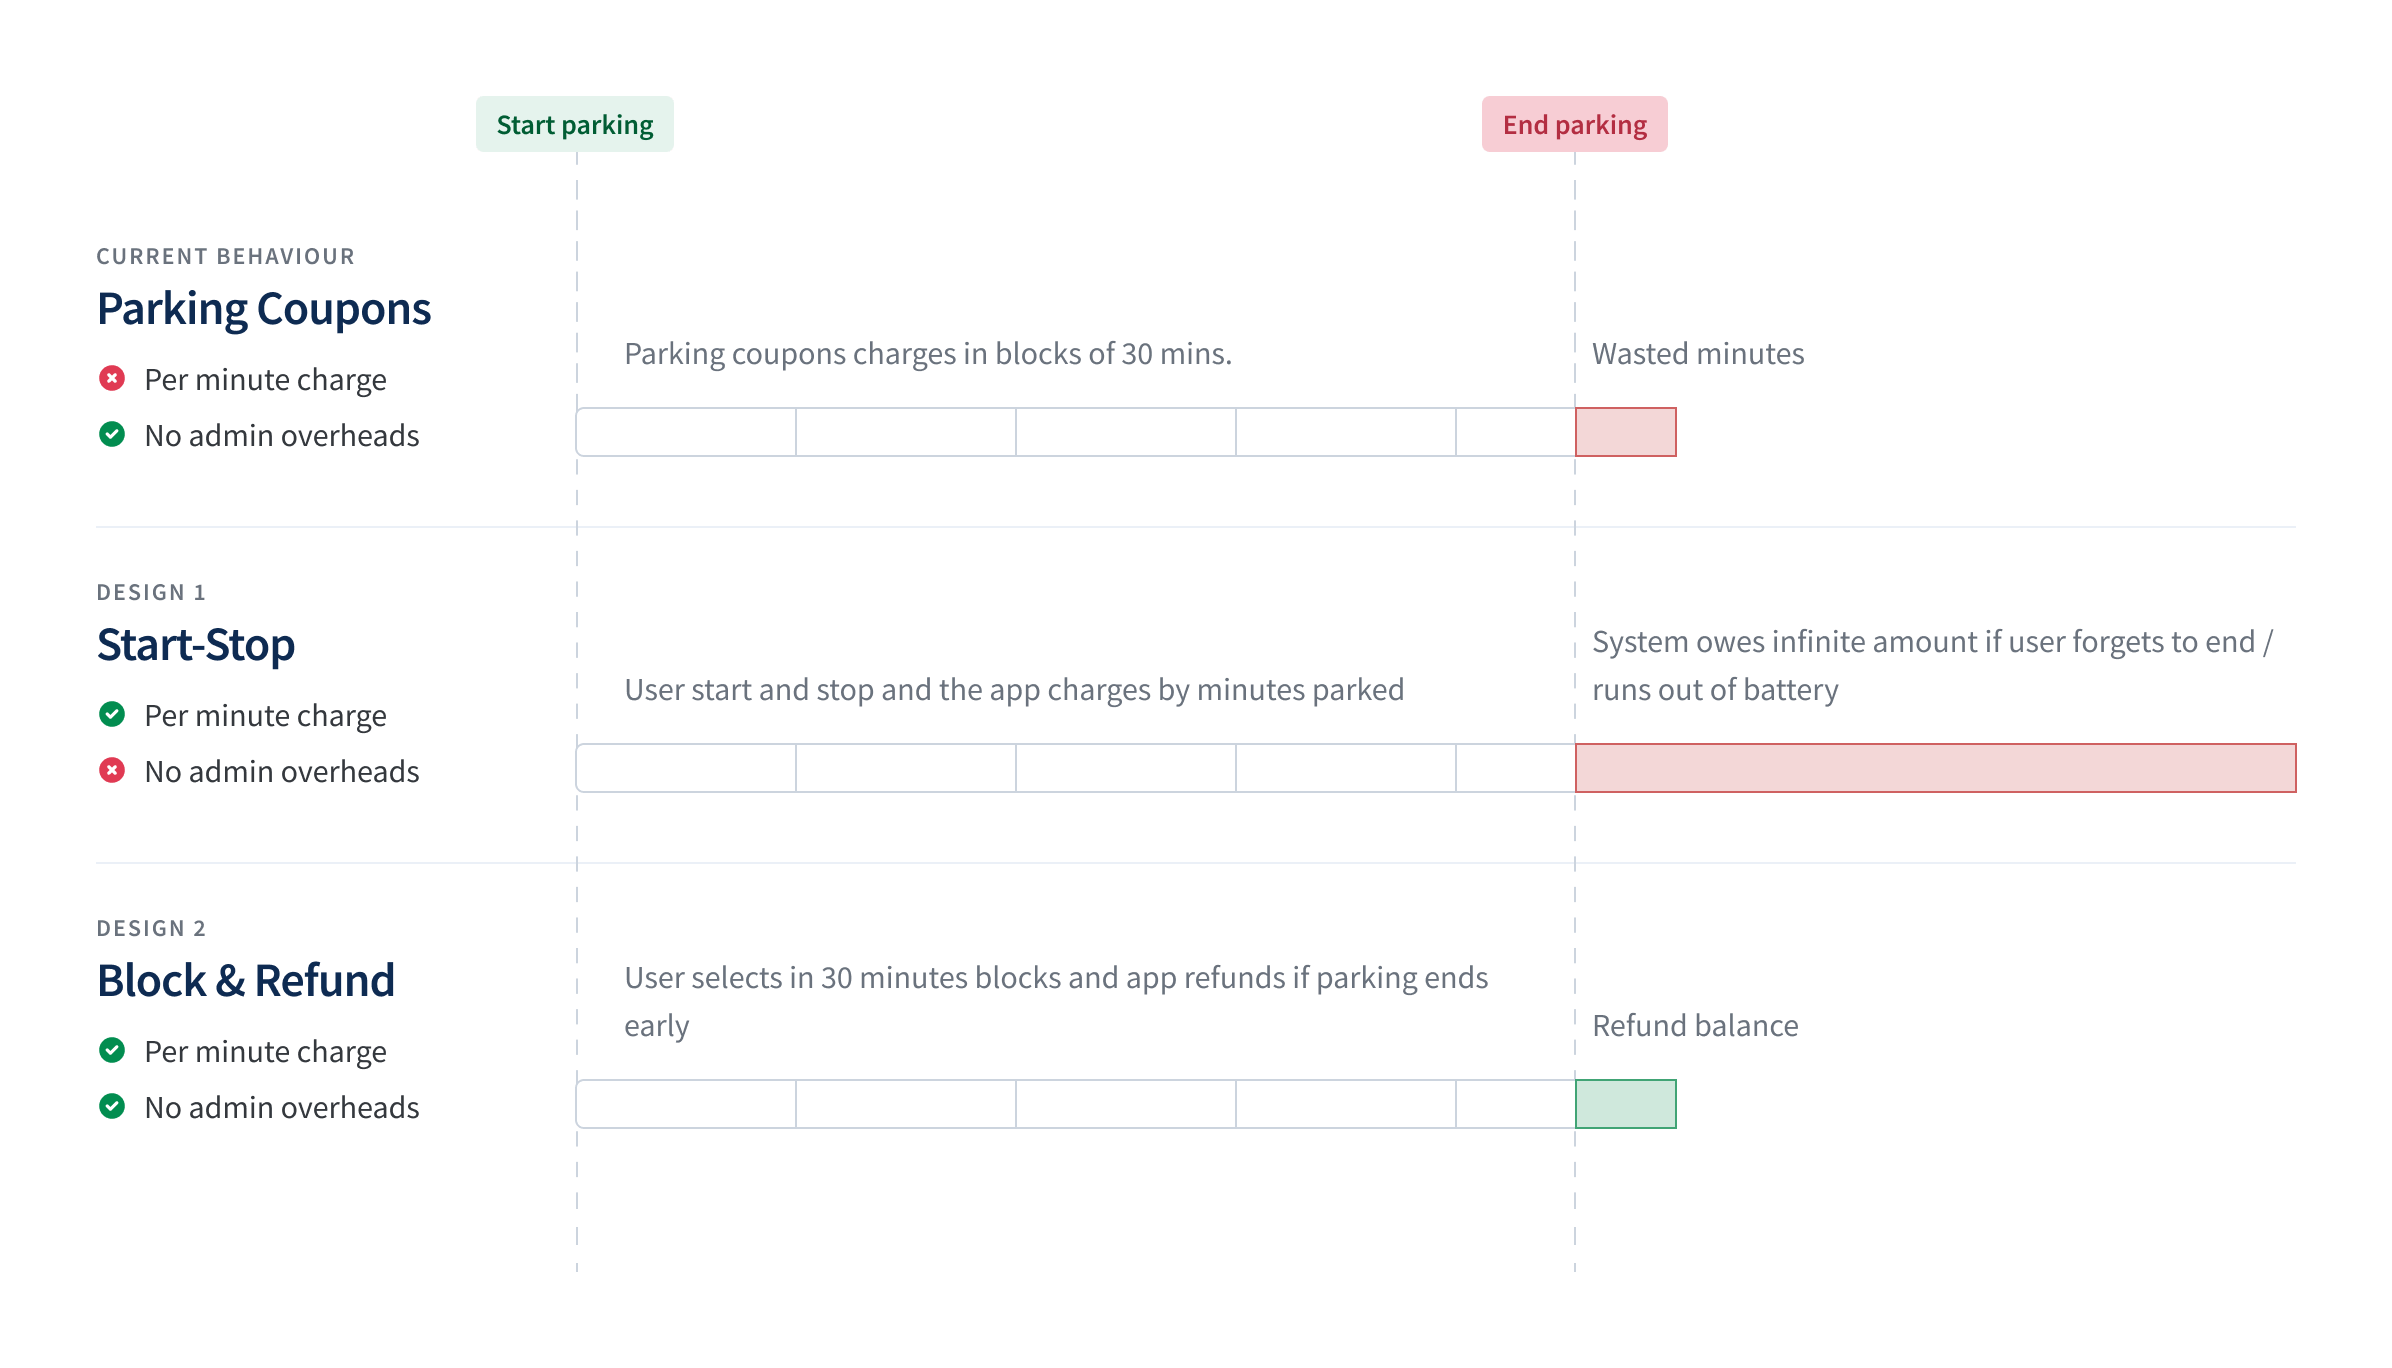 Start parking
End parking
CURRENT BEHAVIOUR
Parking Coupons
Per minute charge
No admin overheads
Parking coupons charges in blocks of 30 mins.
Wasted minutes
DESIGN 1
Start-Stop
Per minute charge
No admin overheads
User start and stop and the app charges by minutes parked
System owes infinite amount if user forgets to end /
runs out of battery
DESIGN 2
Block & Refund
Per minute charge
No admin overheads
User selects in 30 minutes blocks and app refunds if parking ends
early
Refund balance